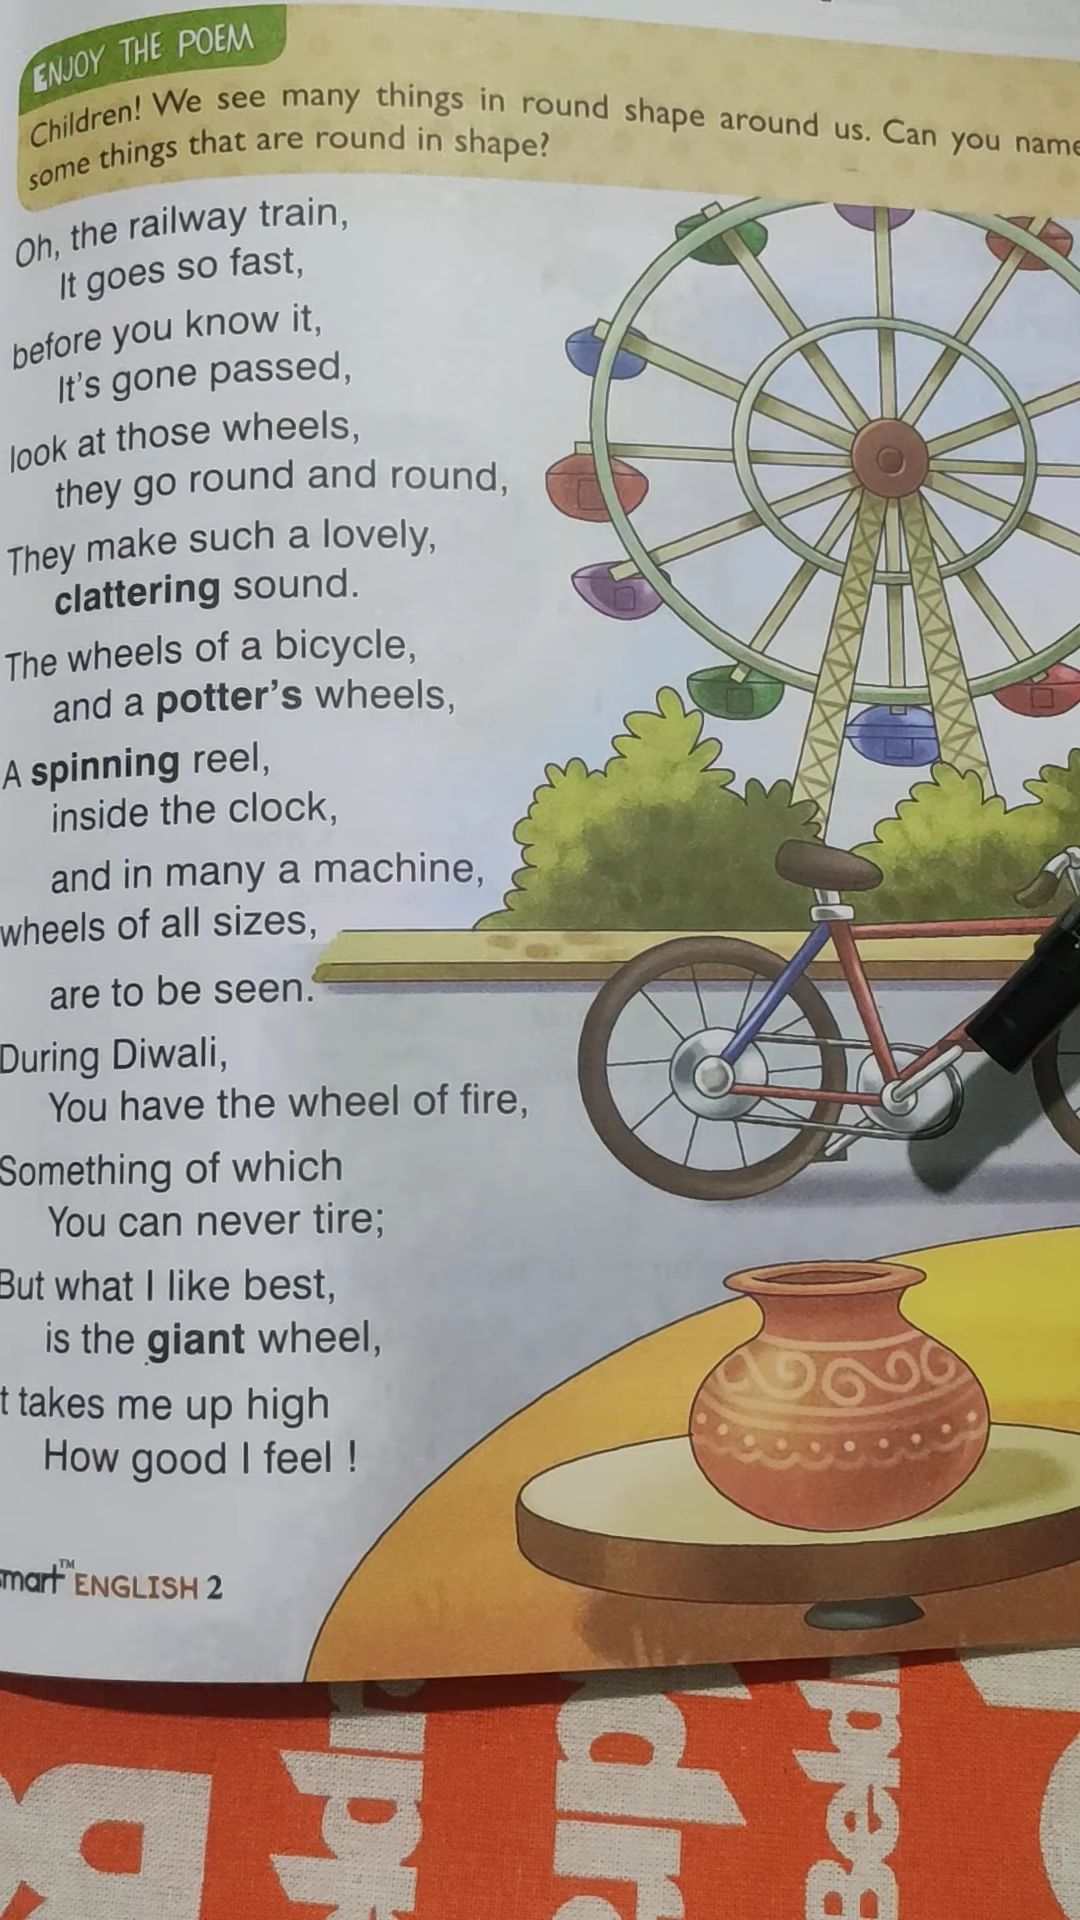 ENJOY THE POEM
Children! We see many things in round shape around us. Can you name
some things that are round in shape?
Oh, the railway train,
It goes so fast,
before you know it,
It's gone passed,
look at those wheels,
they go round and round,
They make such a lovely,
clattering sound.
The wheels of a bicycle,
and a potter's wheels,
A spinning reel,
inside the clock,
and in many a machine,
wheels of all sizes,
are to be seen.
During Diwali,
You have the wheel of fire,
Something of which
You can never tire;
But what I like best,
is the giant wheel,
t takes me up high
How good I feel !
mart™ ENGLISH 2